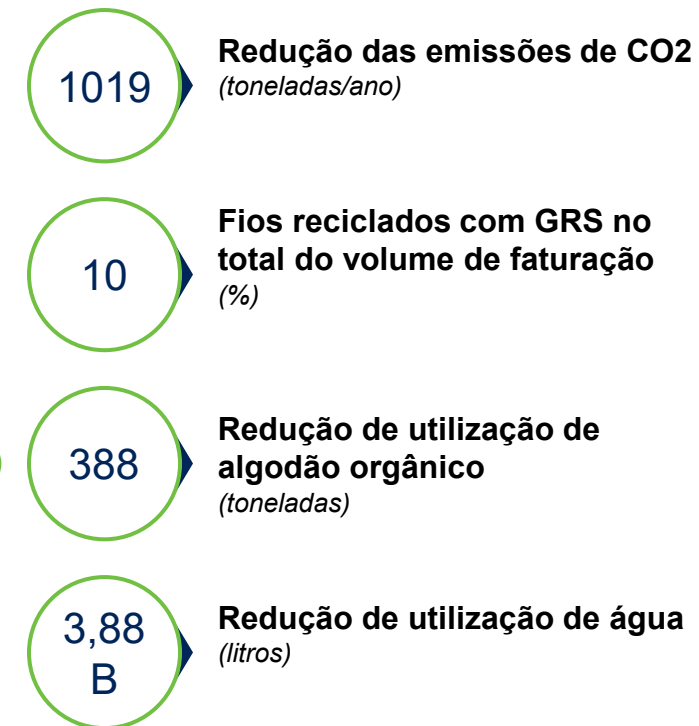 1019
Redução das emissões de CO2
(toneladas/ano)
10
Fios reciclados com GRS no
total do volume de faturação
(%)
388
Redução de utilização de
algodão orgânico
(toneladas)
3,88
B
Redução de utilização de água
(litros)